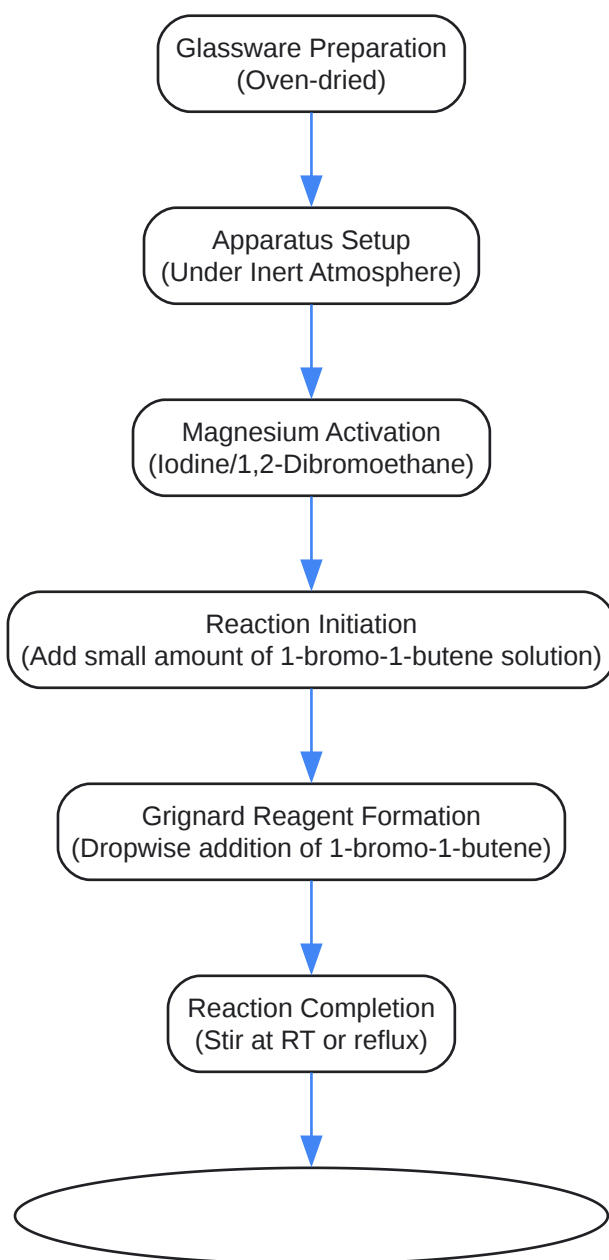 Glassware Preparation
(Oven-dried)
Apparatus Setup
(Under Inert Atmosphere)
Magnesium Activation
(Iodine/1,2-Dibromoethane)
Reaction Initiation
(Add small amount of 1-bromo-1-butene solution)
Grignard Reagent Formation
(Dropwise addition of 1-bromo-1-butene)
Reaction Completion
(Stir at RT or reflux)